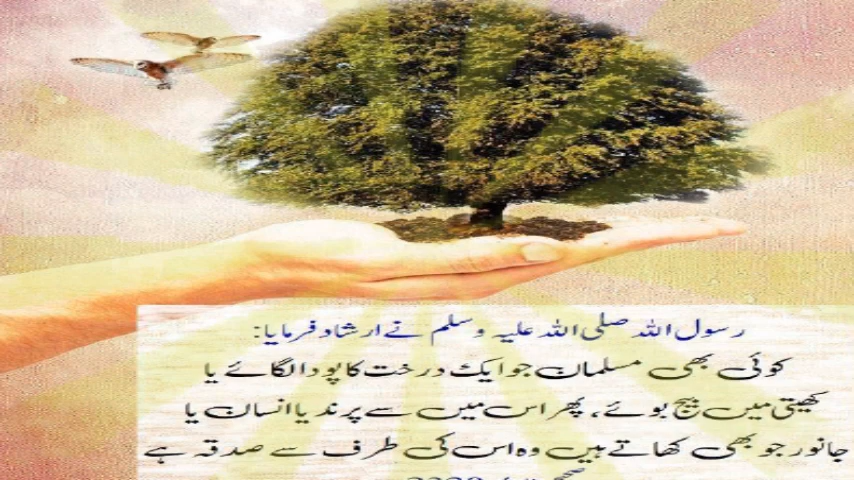 رسول اللہ صلی اللہ علیہ وسلم نے ارشاد فرمایا:
کوئی بھی مسلمان جو ایک درخت کا پودا لگائے یا
کھیتی میں بیج بوئے، پھر اس میں سے پرند یا انسان یا
جانور جو بھی کھاتے ہیں وہ اس کی طرف سے صدقہ ہے